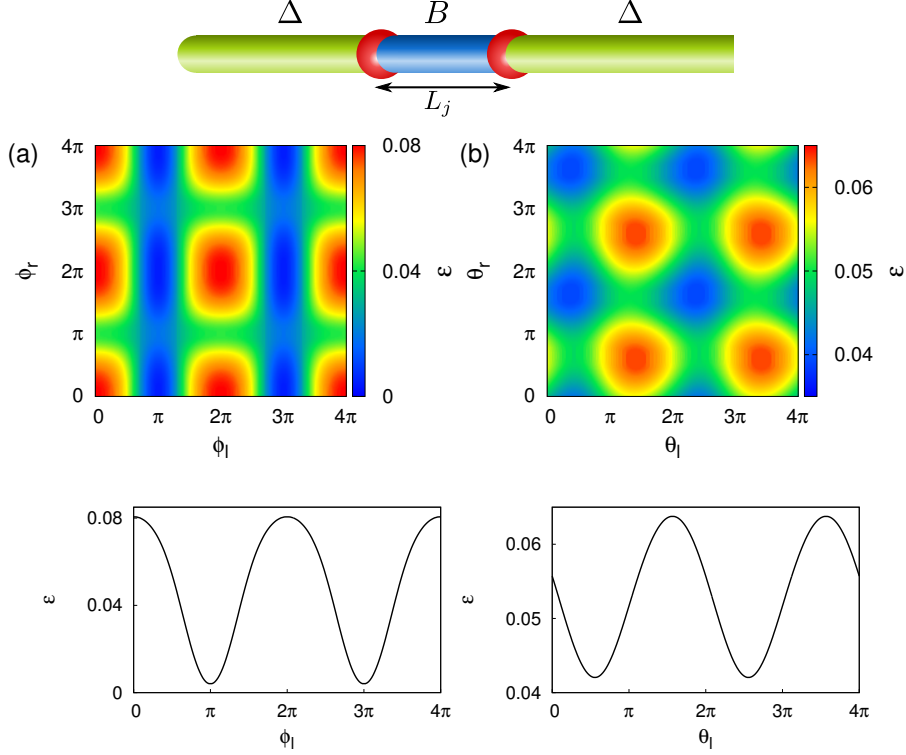 Δ B Δ
L_j
(a)
4π
3π
2π
π
0
ϕ_r
0 π 2π 3π 4π
ϕ_l
0.08
0.04
0
ε
(b)
4π
3π
2π
π
0
θ_r
0 π 2π 3π 4π
θ_l
0.06
0.05
0.04
ε
0.08
0.04
0
ε
0 π 2π 3π 4π
ϕ_l
0.06
0.05
0.04
ε
0 π 2π 3π 4π
θ_l